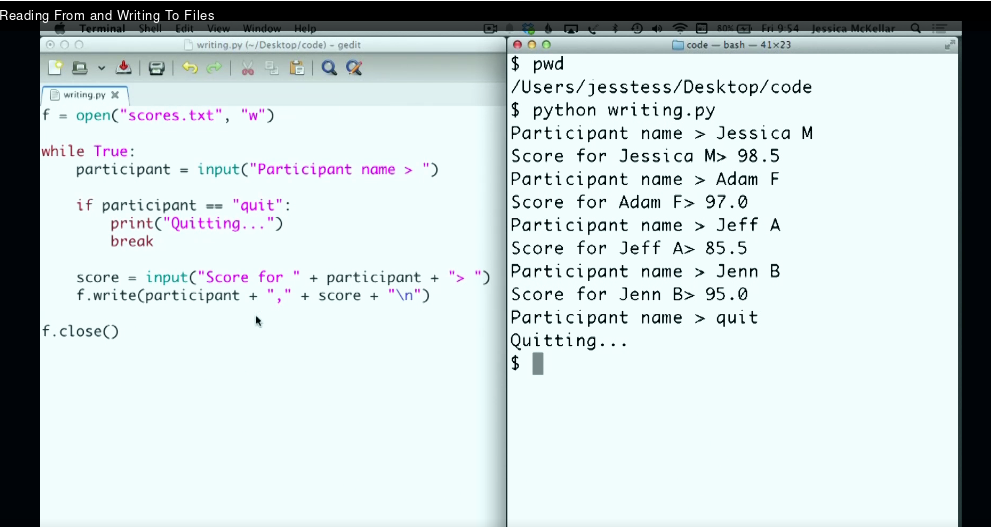 Reading From and Writing To Files
Terminal Shell Edit View Window Help 80% Fri 9:54 Jessica McKellar
writing.py (~/Desktop/code) - gedit
writing.py
f = open("scores.txt", "w")
while True:
participant = input("Participant name > ")
if participant == "quit":
print("Quitting...")
break
score = input("Score for " + participant + "> ")
f.write(participant + "," + score + "\n")
f.close()
code — bash — 41×23
$ pwd
/Users/jesstess/Desktop/code
$ python writing.py
Participant name > Jessica M
Score for Jessica M> 98.5
Participant name > Adam F
Score for Adam F> 97.0
Participant name > Jeff A
Score for Jeff A> 85.5
Participant name > Jenn B
Score for Jenn B> 95.0
Participant name > quit
Quitting...
$